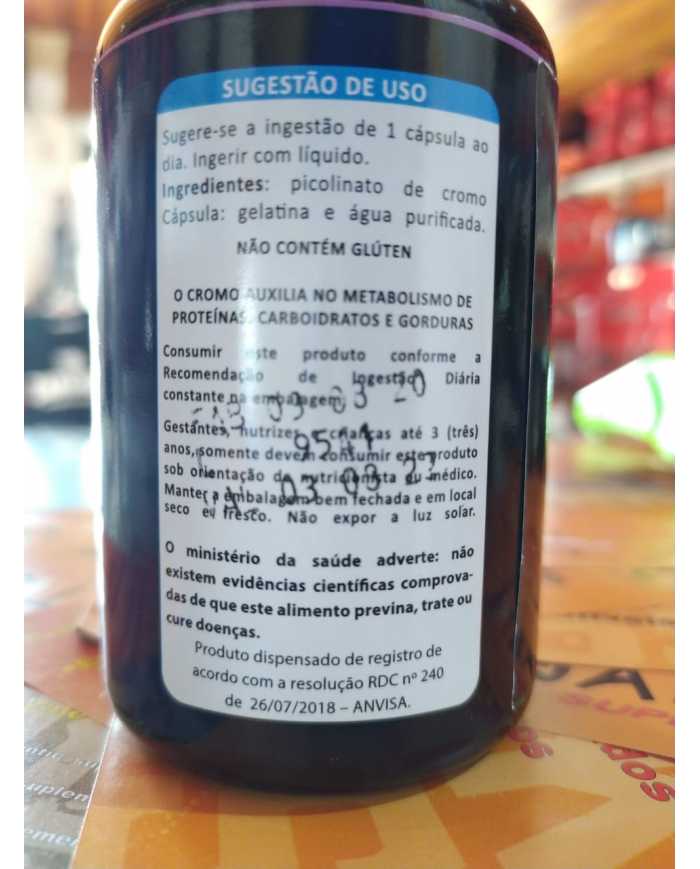 SUGESTÃO DE USO
Sugere-se a ingestão de 1 cápsula ao
dia. Ingerir com líquido.
Ingredientes: picolinato de cromo
Cápsula: gelatina e água purificada.
NÃO CONTÉM GLÚTEN
O CROMO AUXILIA NO METABOLISMO DE
PROTEÍNAS, CARBOIDRATOS E GORDURAS
Consumir este produto conforme a
Recomendação de Ingestão Diária
constante na embalagem.
03 20
Gestantes, nutrizes e crianças até 3 (três)
anos, somente devem consumir este produto
sob orientação de nutricionista ou médico.
Manter a embalagem bem fechada e em local
seco e fresco. Não expor a luz solar.
O ministério da saúde adverte: não
existem evidências científicas comprova-
das de que este alimento previna, trate ou
cure doenças.
Produto dispensado de registro de
acordo com a resolução RDC nº 240
de 26/07/2018 – ANVISA.